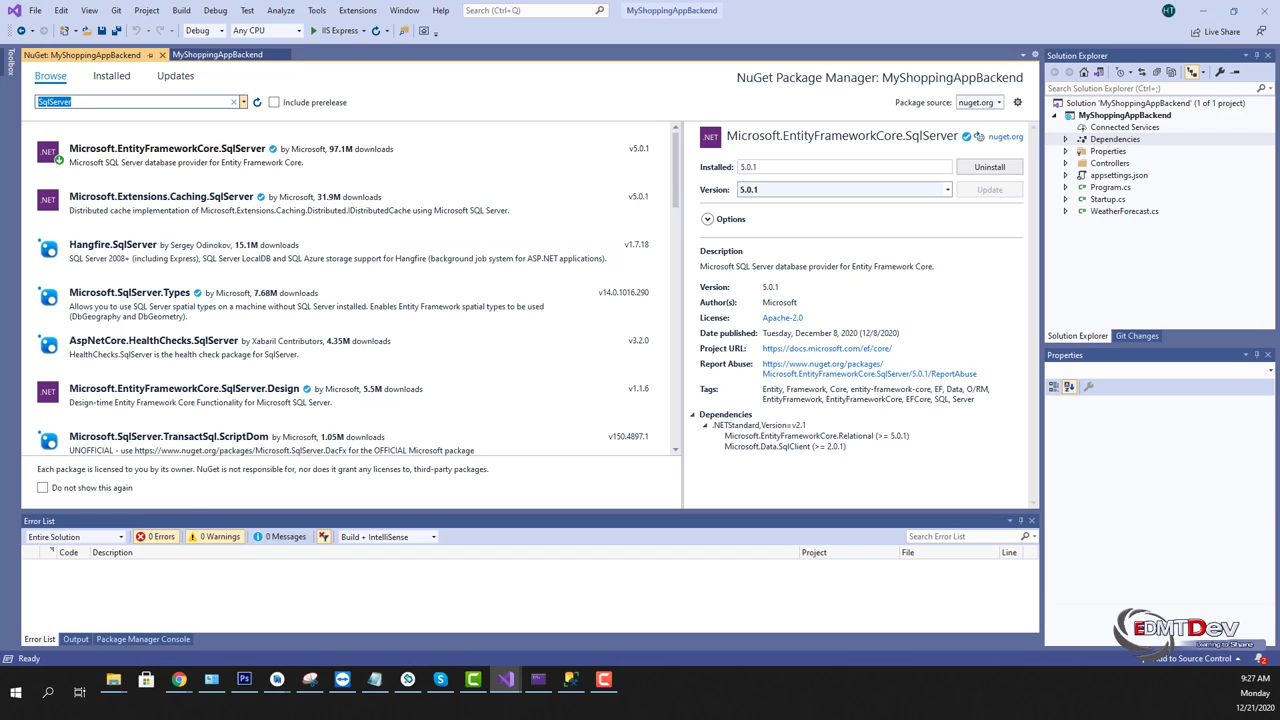 File Edit View Git Project Build Debug Test Analyze Tools Extensions Window Help Search (Ctrl+Q) MyShoppingAppBackend HT
Debug Any CPU IIS Express Live Share
Toolbox
NuGet: MyShoppingAppBackend MyShoppingAppBackend
Browse Installed Updates
NuGet Package Manager: MyShoppingAppBackend
SqlServer Include prerelease
Package source: nuget.org
Microsoft.EntityFrameworkCore.SqlServer by Microsoft, 97.1M downloads v5.0.1
Microsoft SQL Server database provider for Entity Framework Core.
Microsoft.Extensions.Caching.SqlServer by Microsoft, 31.9M downloads v5.0.1
Distributed cache implementation of Microsoft.Extensions.Caching.Distributed.IDistributedCache using Microsoft SQL Server.
Hangfire.SqlServer by Sergey Odinokov, 15.1M downloads v1.7.18
SQL Server 2008+ (including Express), SQL Server LocalDB and SQL Azure storage support for Hangfire (background job system for ASP.NET applications).
Microsoft.SqlServer.Types by Microsoft, 7.68M downloads v14.0.1016.290
Allows you to use SQL Server spatial types on a machine without SQL Server installed. Enables Entity Framework spatial types to be used
(DbGeography and DbGeometry).
AspNetCore.HealthChecks.SqlServer by Xabaril Contributors, 4.35M downloads v3.2.0
HealthChecks.SqlServer is the health check package for SqlServer.
Microsoft.EntityFrameworkCore.SqlServer.Design by Microsoft, 5.5M downloads v1.1.6
Design-time Entity Framework Core Functionality for Microsoft SQL Server.
Microsoft.SqlServer.TransactSql.ScriptDom by Microsoft, 1.05M downloads v150.4897.1
UNOFFICIAL - use https://www.nuget.org/packages/Microsoft.SqlServer.DacFx for the OFFICIAL Microsoft package
Each package is licensed to you by its owner. NuGet is not responsible, nor does it grant any licenses to, third-party packages.
Do not show this again
.NET Microsoft.EntityFrameworkCore.SqlServer nuget.org
Installed: 5.0.1 Uninstall
Version: 5.0.1 Update
Options
Description
Microsoft SQL Server database provider for Entity Framework Core.
Version: 5.0.1
Author(s): Microsoft
License: Apache-2.0
Date published: Tuesday, December 8, 2020 (12/8/2020)
Project URL: https://docs.microsoft.com/ef/core/
Report Abuse: https://www.nuget.org/packages/
Microsoft.EntityFrameworkCore.SqlServer/5.0.1/ReportAbuse
Tags: Entity, Framework, Core, entity-framework-core, EF, Data, O/RM,
EntityFramework, EntityFrameworkCore, EFCore, SQL, Server
Dependencies
.NETStandard,Version=v2.1
Microsoft.EntityFrameworkCore.Relational (>= 5.0.1)
Microsoft.Data.SqlClient (>= 2.0.1)
Solution Explorer
Search Solution Explorer (Ctrl+;)
Solution 'MyShoppingAppBackend' (1 of 1 project)
MyShoppingAppBackend
Connected Services
Dependencies
Properties
Controllers
appsettings.json
Program.cs
Startup.cs
WeatherForecast.cs
Solution Explorer Git Changes
Properties
Error List
Entire Solution 0 Errors 0 Warnings 0 Messages Build + IntelliSense Search Error List
Code Description Project File Line
Error List Output Package Manager Console
EDMTDev
Learning to Share
Ready Add to Source Control 2
9:27 AM
Monday
12/21/2020